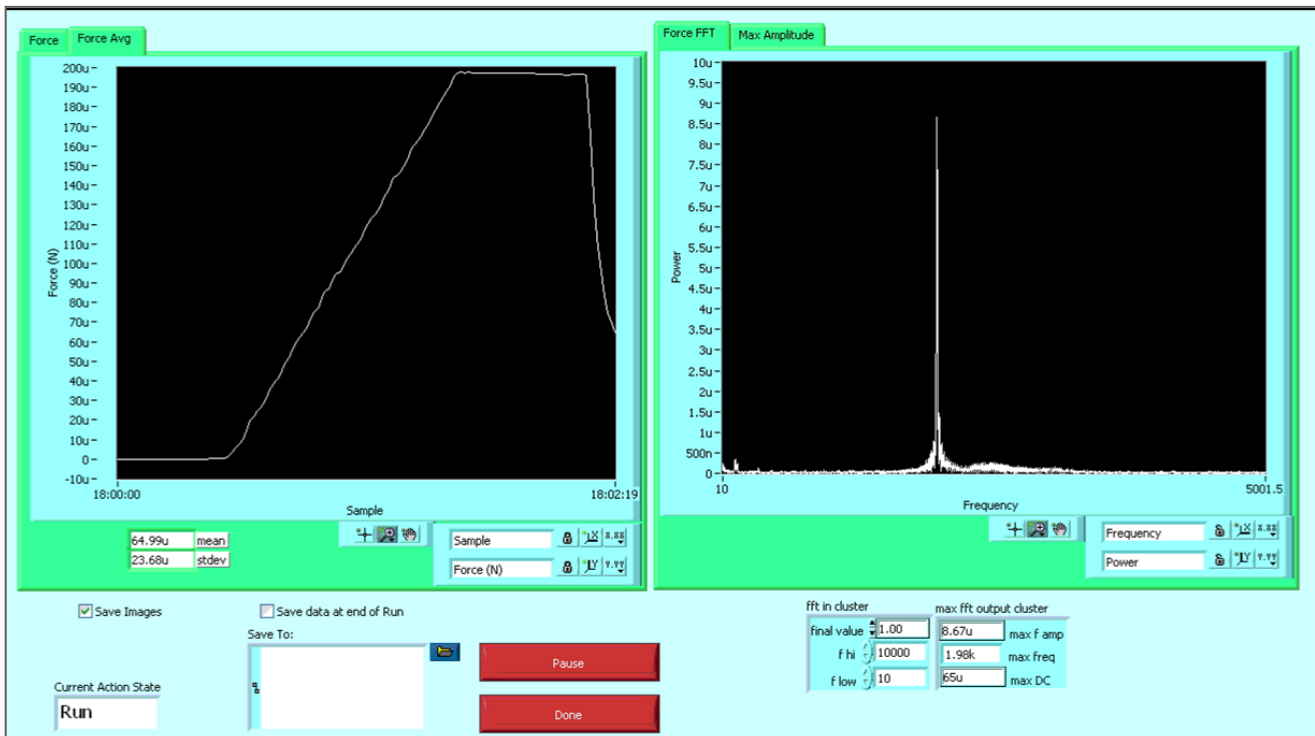 Force
Force Avg
200u
190u
180u
170u
160u
150u
140u
130u
120u
110u
100u
90u
80u
70u
60u
50u
40u
30u
20u
10u
0
-10u
Force (N)
18:00:00
18:02:19
Sample
64.99u mean
23.68u stdev
Sample
X
X.XX
Force (N)
Y
Y.YY
Force FFT
Max Amplitude
10u
9.5u
9u
8.5u
8u
7.5u
7u
6.5u
6u
5.5u
5u
4.5u
4u
3.5u
3u
2.5u
2u
1.5u
1u
500n
0
Power
10
5001.5
Frequency
Frequency
X
X.XX
Power
Y
Y.YY
Save Images
Save data at end of Run
Save To:
Pause
Done
Current Action State
Run
fft in cluster
final value 1.00
f hi 10000
f low 10
max fft output cluster
8.67u max f amp
1.98k max freq
65u max DC